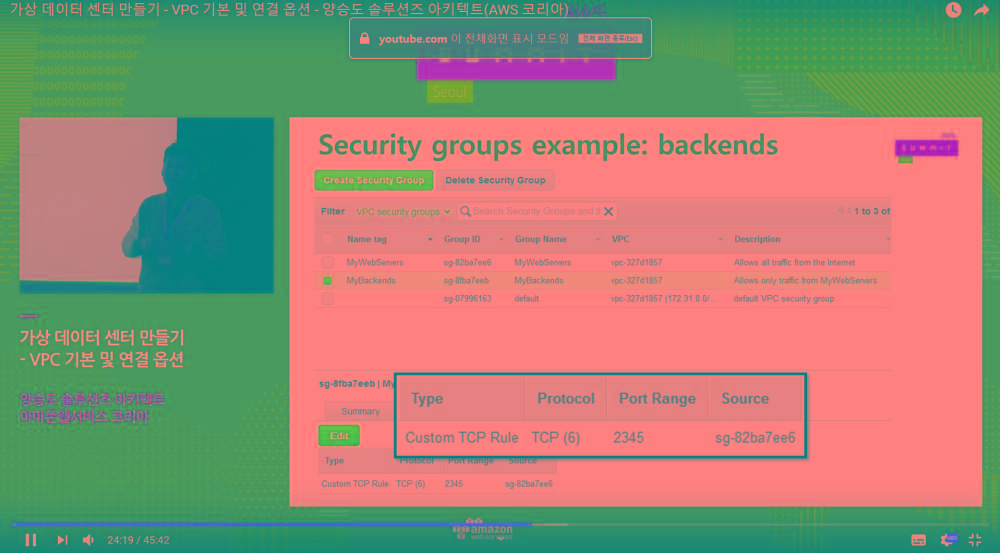 가상 데이터 센터 만들기 - VPC 기본 및 연결 옵션 - 양승도 솔루션즈 아키텍트(AWS 코리아)
youtube.com 이 전체화면 표시 모드임 전체 화면 종료(Esc)
SUMMIT
Seoul
Security groups example: backends
SUMMIT
Create Security Group Delete Security Group
Filter VPC security groups Search Security Groups and th 1 to 3 of
Name tag Group ID Group Name VPC Description
MyWebServers sg-82ba7ee6 MyWebServers vpc-327d1857 Allows all traffic from the Internet
MyBackends sg-8fba7eeb MyBackends vpc-327d1857 Allows only traffic from MyWebServers
sg-07996163 default vpc-327d1857 (172.31.0.0/... default VPC security group
가상 데이터 센터 만들기
- VPC 기본 및 연결 옵션
양승도 솔루션즈 아키텍트
아마존웹서비스 코리아
sg-8fba7eeb | My
Summary
Type Protocol Port Range Source
Custom TCP Rule TCP (6) 2345 sg-82ba7ee6
Edit
Type Protocol Port Range Source
Custom TCP Rule TCP (6) 2345 sg-82ba7ee6
amazon
webservices
24:19 / 45:42
HD